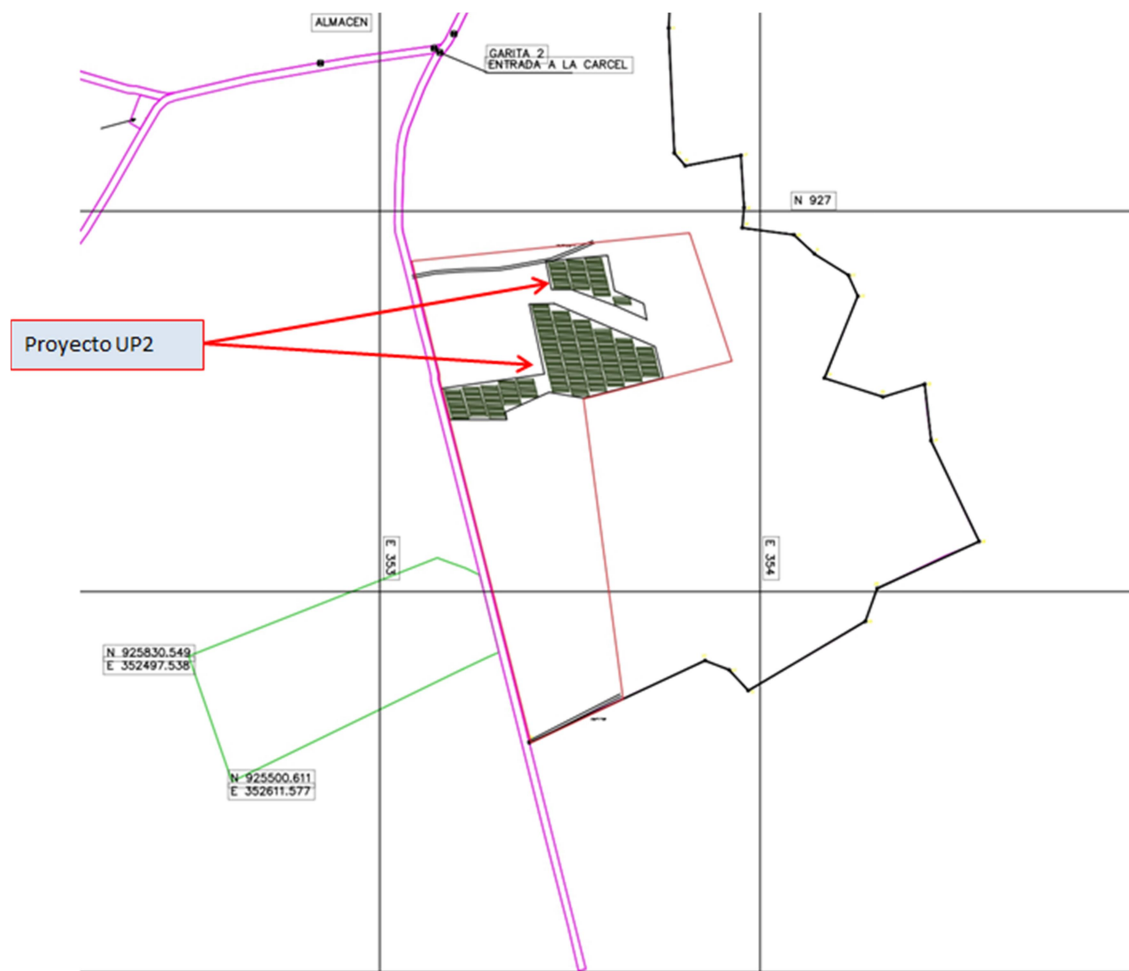 ALMACEN
GARITA 2
ENTRADA A LA CARCEL
N 927
Proyecto UP2
E 353
E 354
N 925830.549
E 352497.538
N 925500.611
E 352611.577